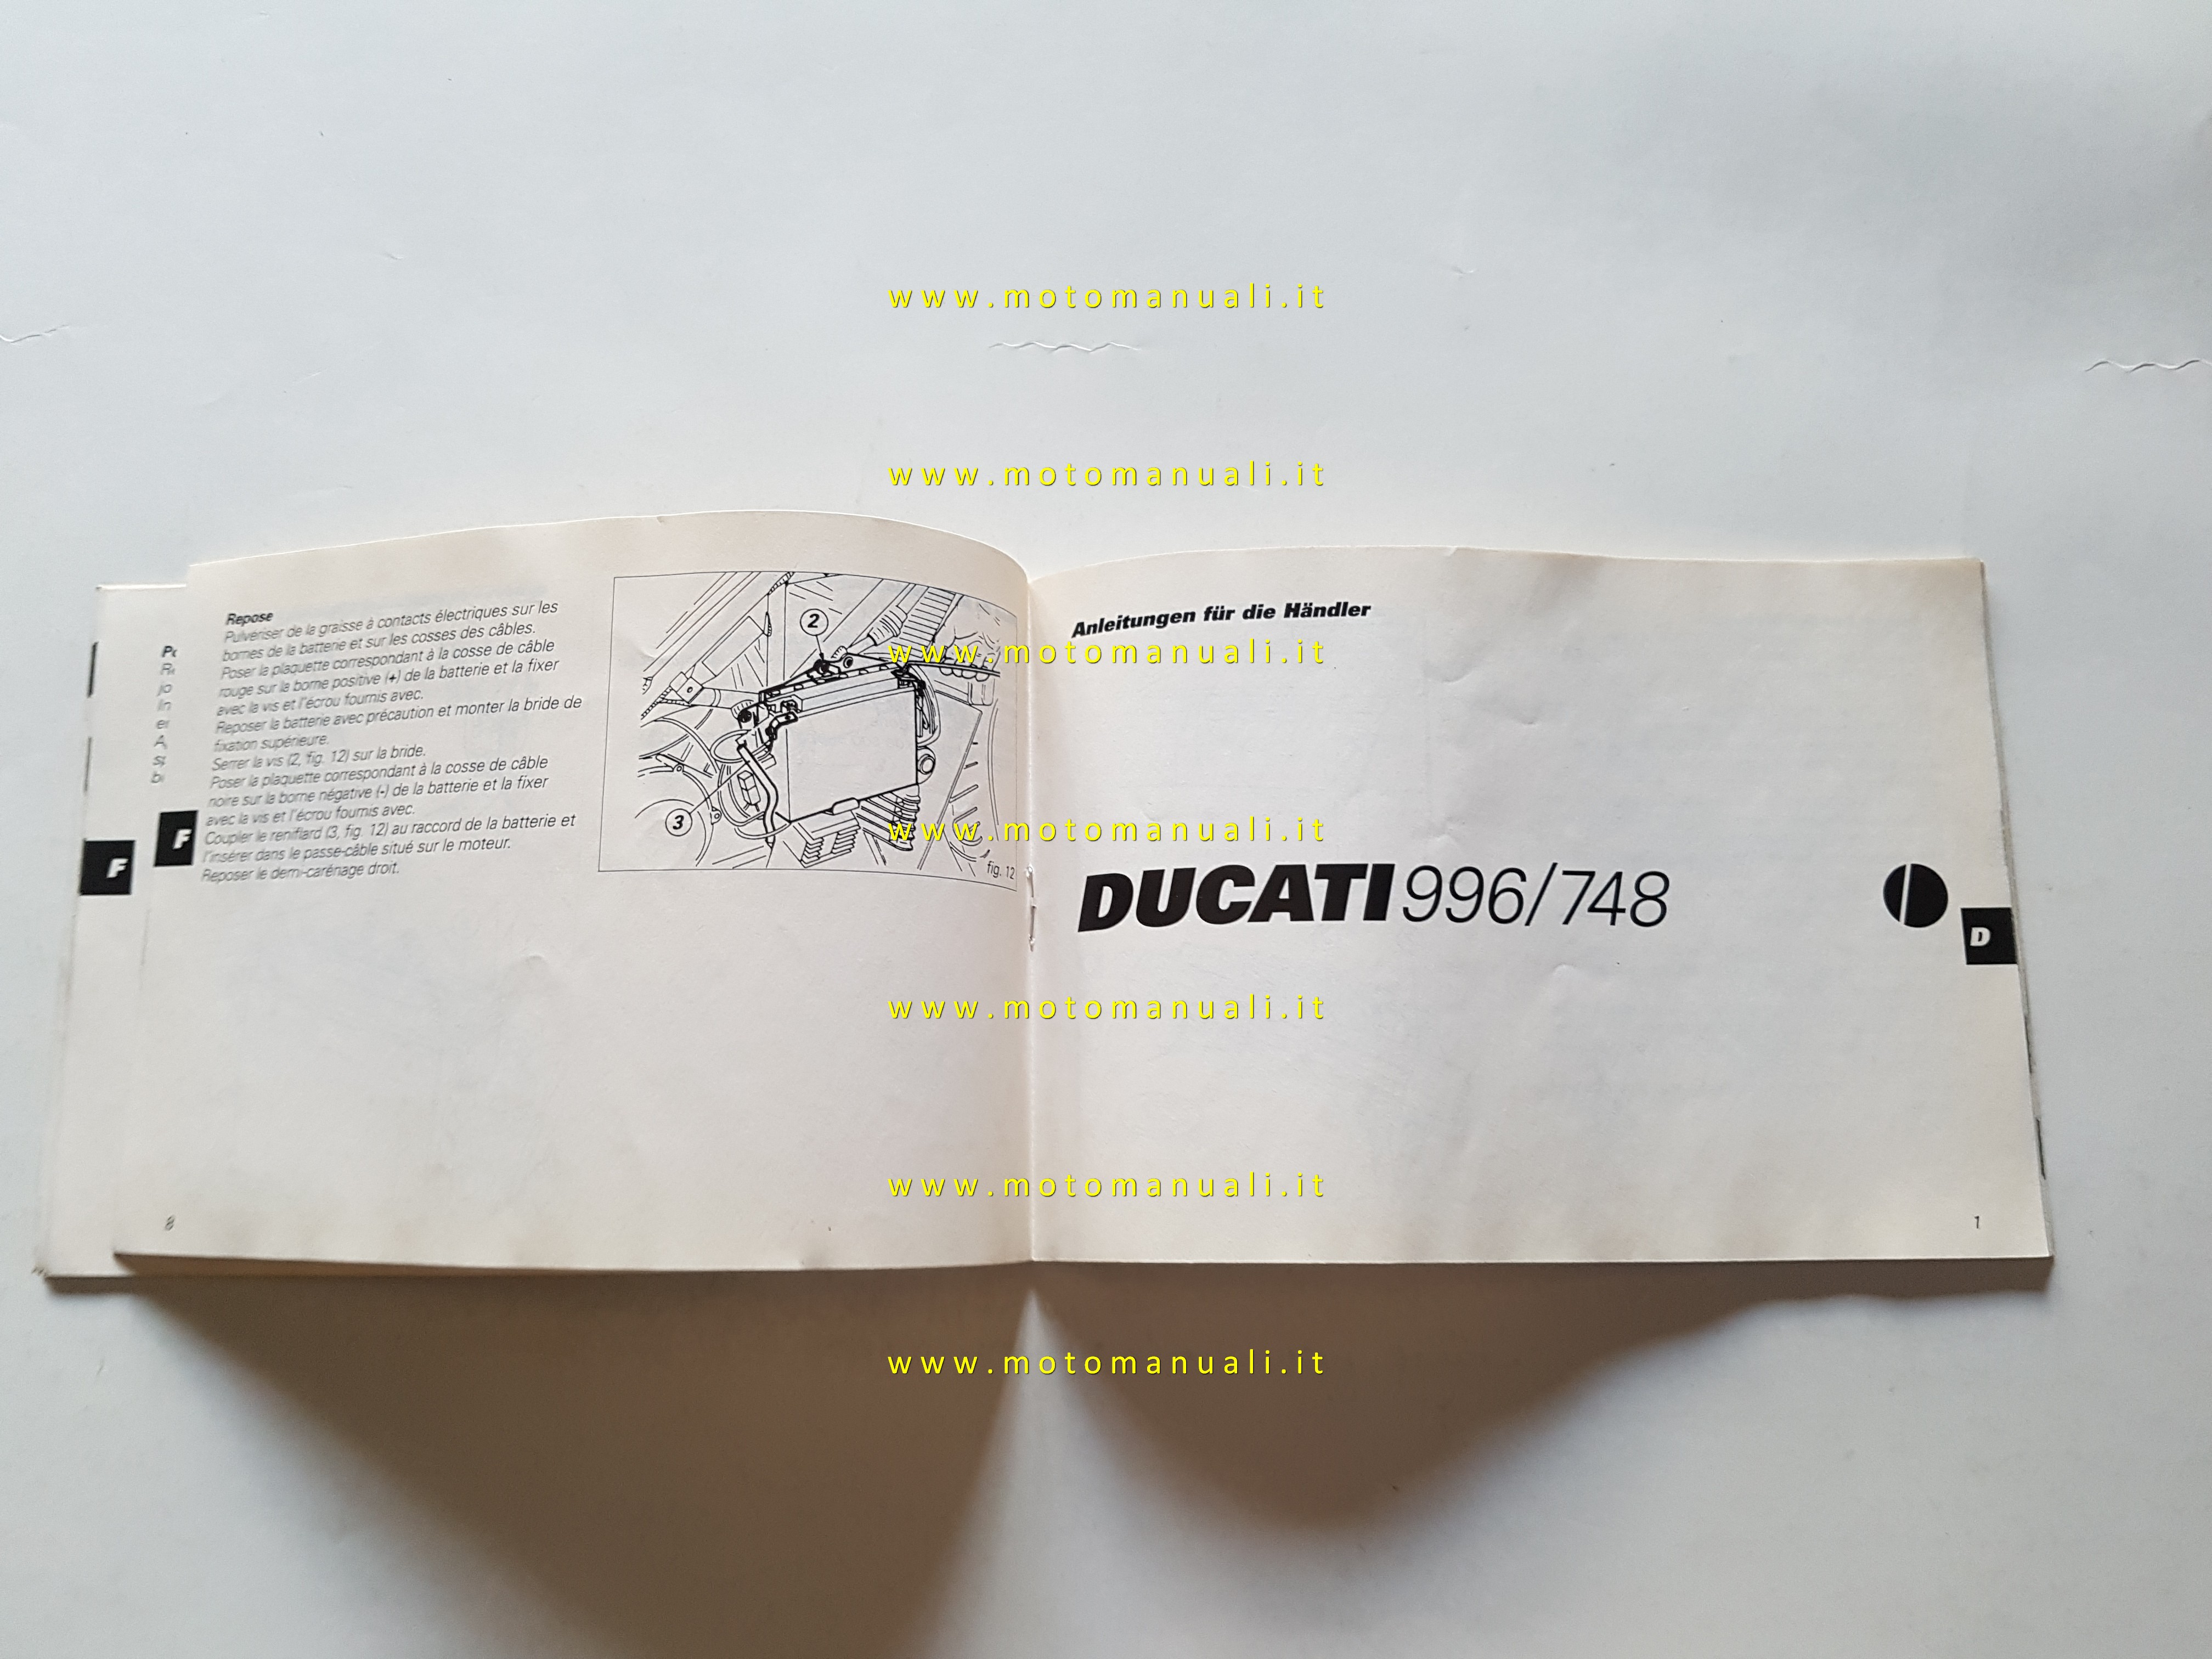 www.motomanuali.it
www.motomanuali.it
Repose
Pulvériser de la graisse à contacts électriques sur les
bornes de la batterie et sur les cosses des câbles.
Poser la plaquette correspondant à la cosse de câble
rouge sur la borne positive (+) de la batterie et la fixer
avec la vis et l'écrou fournis avec.
Reposer la batterie avec précaution et monter la bride de
fixation supérieure.
Serrer la vis (2, fig. 12) sur la bride.
Poser la plaquette correspondant à la cosse de câble
noire sur la borne négative (-) de la batterie et la fixer
avec la vis et l'écrou fournis avec.
Coupler le reniflard (3, fig. 12) au raccord de la batterie et
l'insérer dans le passe-câble situé sur le moteur.
Reposer le demi-carénage droit.
F
F
2
3
fig. 12
8
Anleitungen für die Händler
www.motomanuali.it
www.motomanuali.it
DUCATI 996/748
D
www.motomanuali.it
www.motomanuali.it
1
www.motomanuali.it